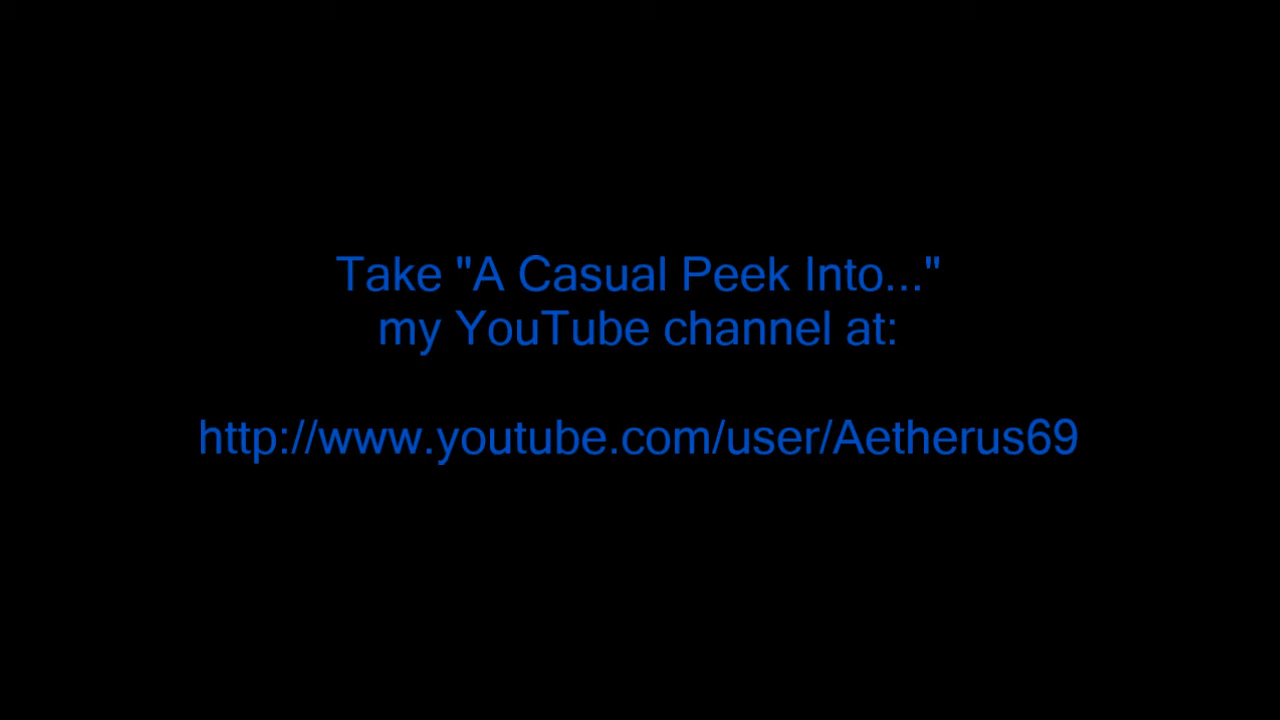 Take "A Casual Peek Into..."
my YouTube channel at:
http://www.youtube.com/user/Aetherus69